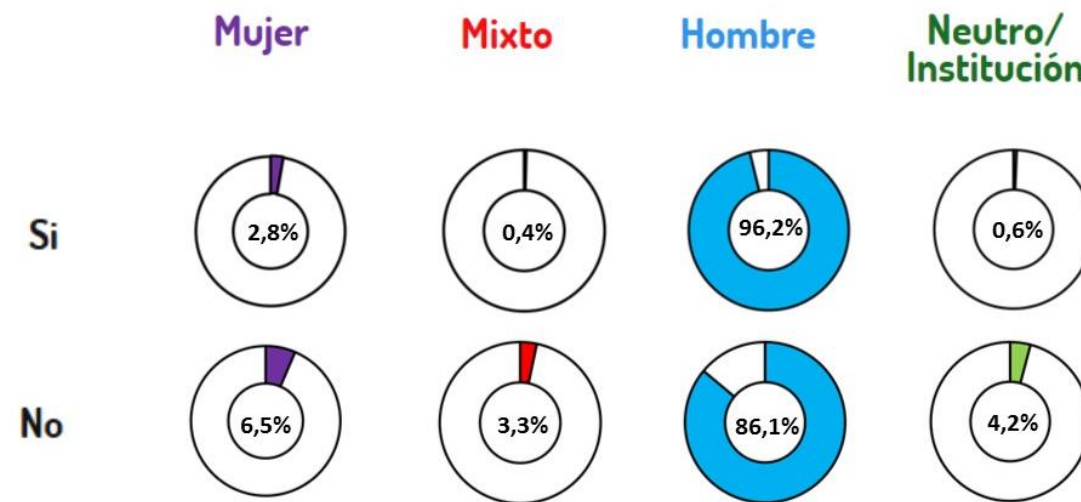 Mujer Mixto Hombre Neutro/
Institución
Si 2,8% 0,4% 96,2% 0,6%
No 6,5% 3,3% 86,1% 4,2%